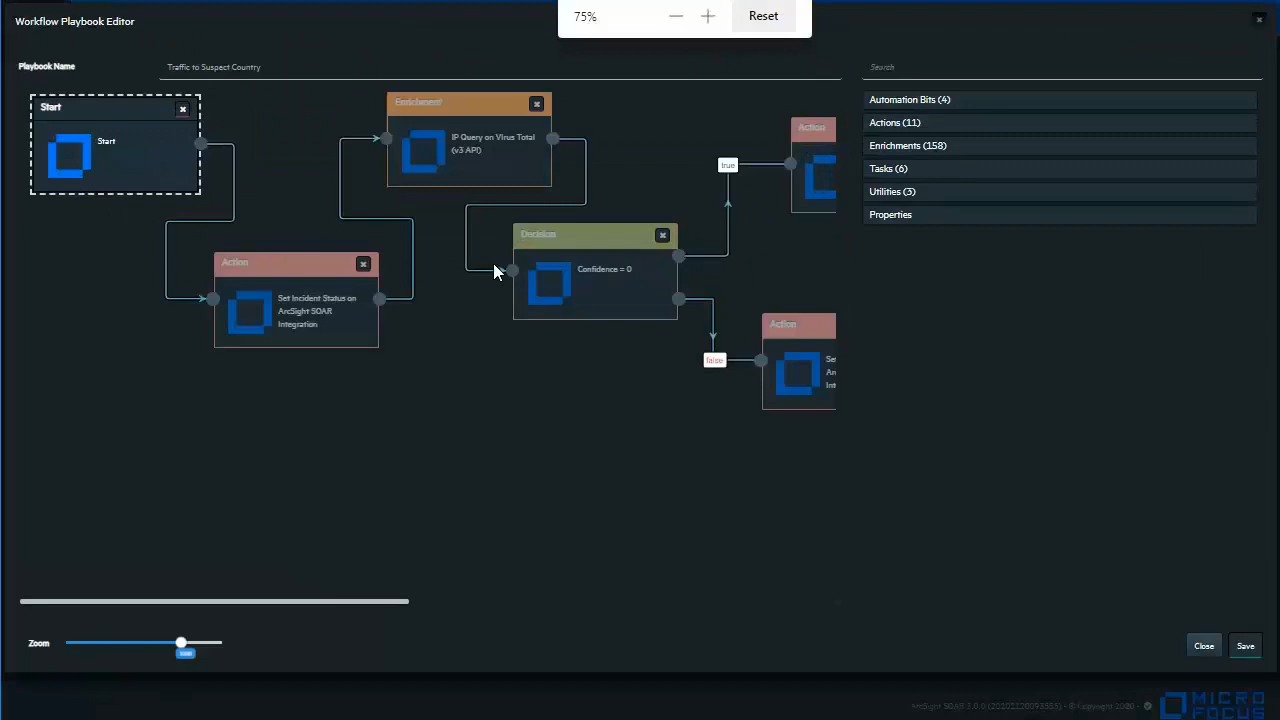 Workflow Playbook Editor
75%
Reset
Playbook Name
Traffic to Suspect Country
Search
Start
Start
Enrichment
IP Query on Virus Total
(v3 API)
Action
Set Incident Status on
ArcSight SOAR
Integration
Decision
Confidence = 0
true
false
Action
Action
Automation Bits (4)
Actions (11)
Enrichments (158)
Tasks (6)
Utilities (3)
Properties
Zoom
Close
Save
MICRO
FOCUS